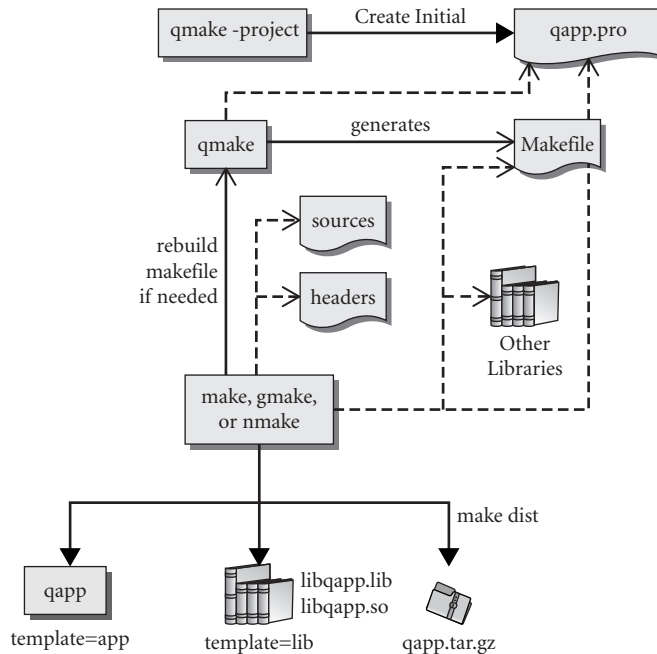 qmake -project
Create Initial
qapp.pro
qmake
generates
Makefile
rebuild
makefile
if needed
sources
headers
Other
Libraries
make, gmake,
or nmake
make dist
qapp
template=app
libqapp.lib
libqapp.so
template=lib
qapp.tar.gz